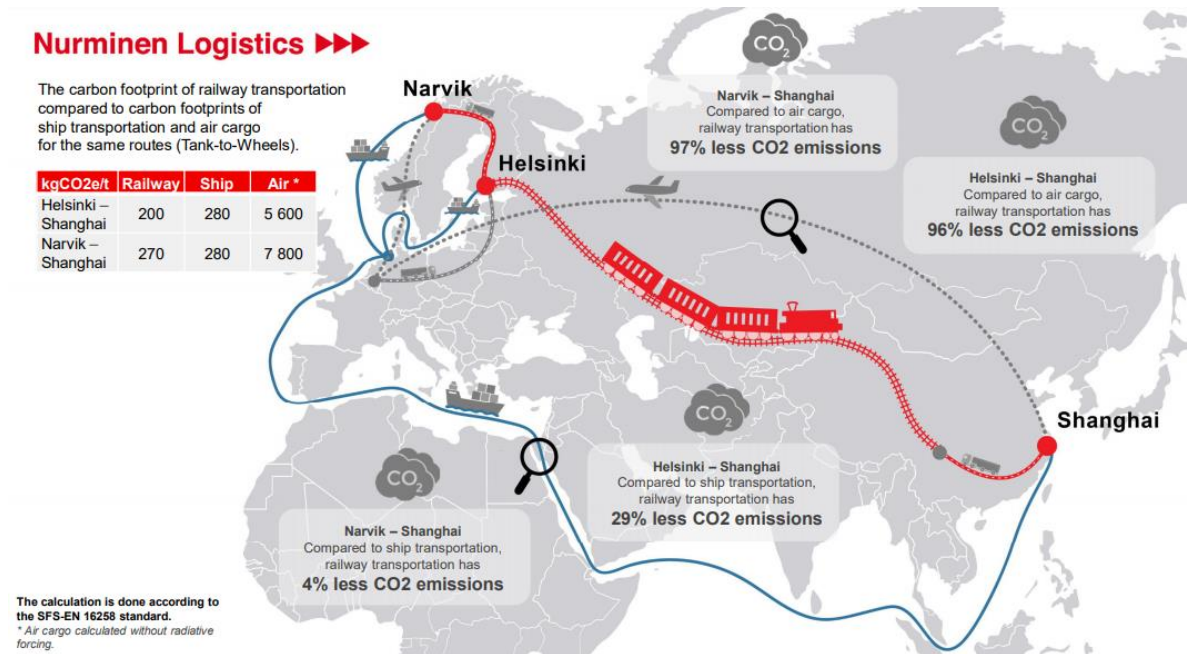 Nurminen Logistics
The carbon footprint of railway transportation
compared to carbon footprints of
ship transportation and air cargo
for the same routes (Tank-to-Wheels).
kgCO2e/t Railway Ship Air *
Helsinki –
Shanghai 200 280 5 600
Narvik –
Shanghai 270 280 7 800
Narvik
Helsinki
Shanghai
CO2
Narvik – Shanghai
Compared to air cargo,
railway transportation has
97% less CO2 emissions
CO2
Helsinki – Shanghai
Compared to air cargo,
railway transportation has
96% less CO2 emissions
CO2
Helsinki – Shanghai
Compared to ship transportation,
railway transportation has
29% less CO2 emissions
CO2
Narvik – Shanghai
Compared to ship transportation,
railway transportation has
4% less CO2 emissions
The calculation is done according to
the SFS-EN 16258 standard.
* Air cargo calculated without radiative
forcing.